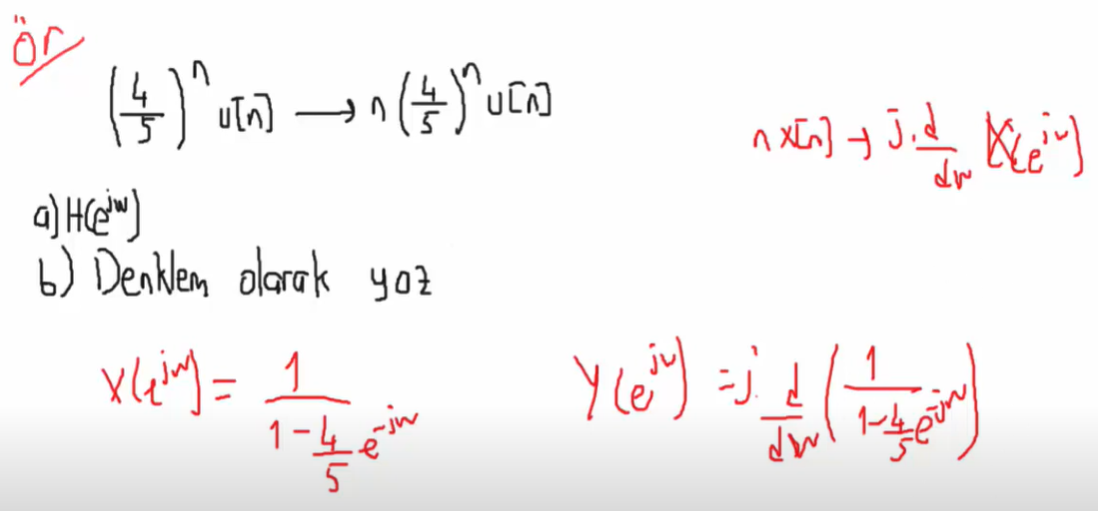 ör
(4/5)^n u[n] → n(4/5)^n u[n]
n x[n] → j.d/dw X(e^jw)
a) H(e^jw)
b) Denklem olarak yaz
X(e^jw) = 1/(1-4/5 e^-jw)
Y(e^jw) = j.d/dw (1/(1-4/5 e^-jw))